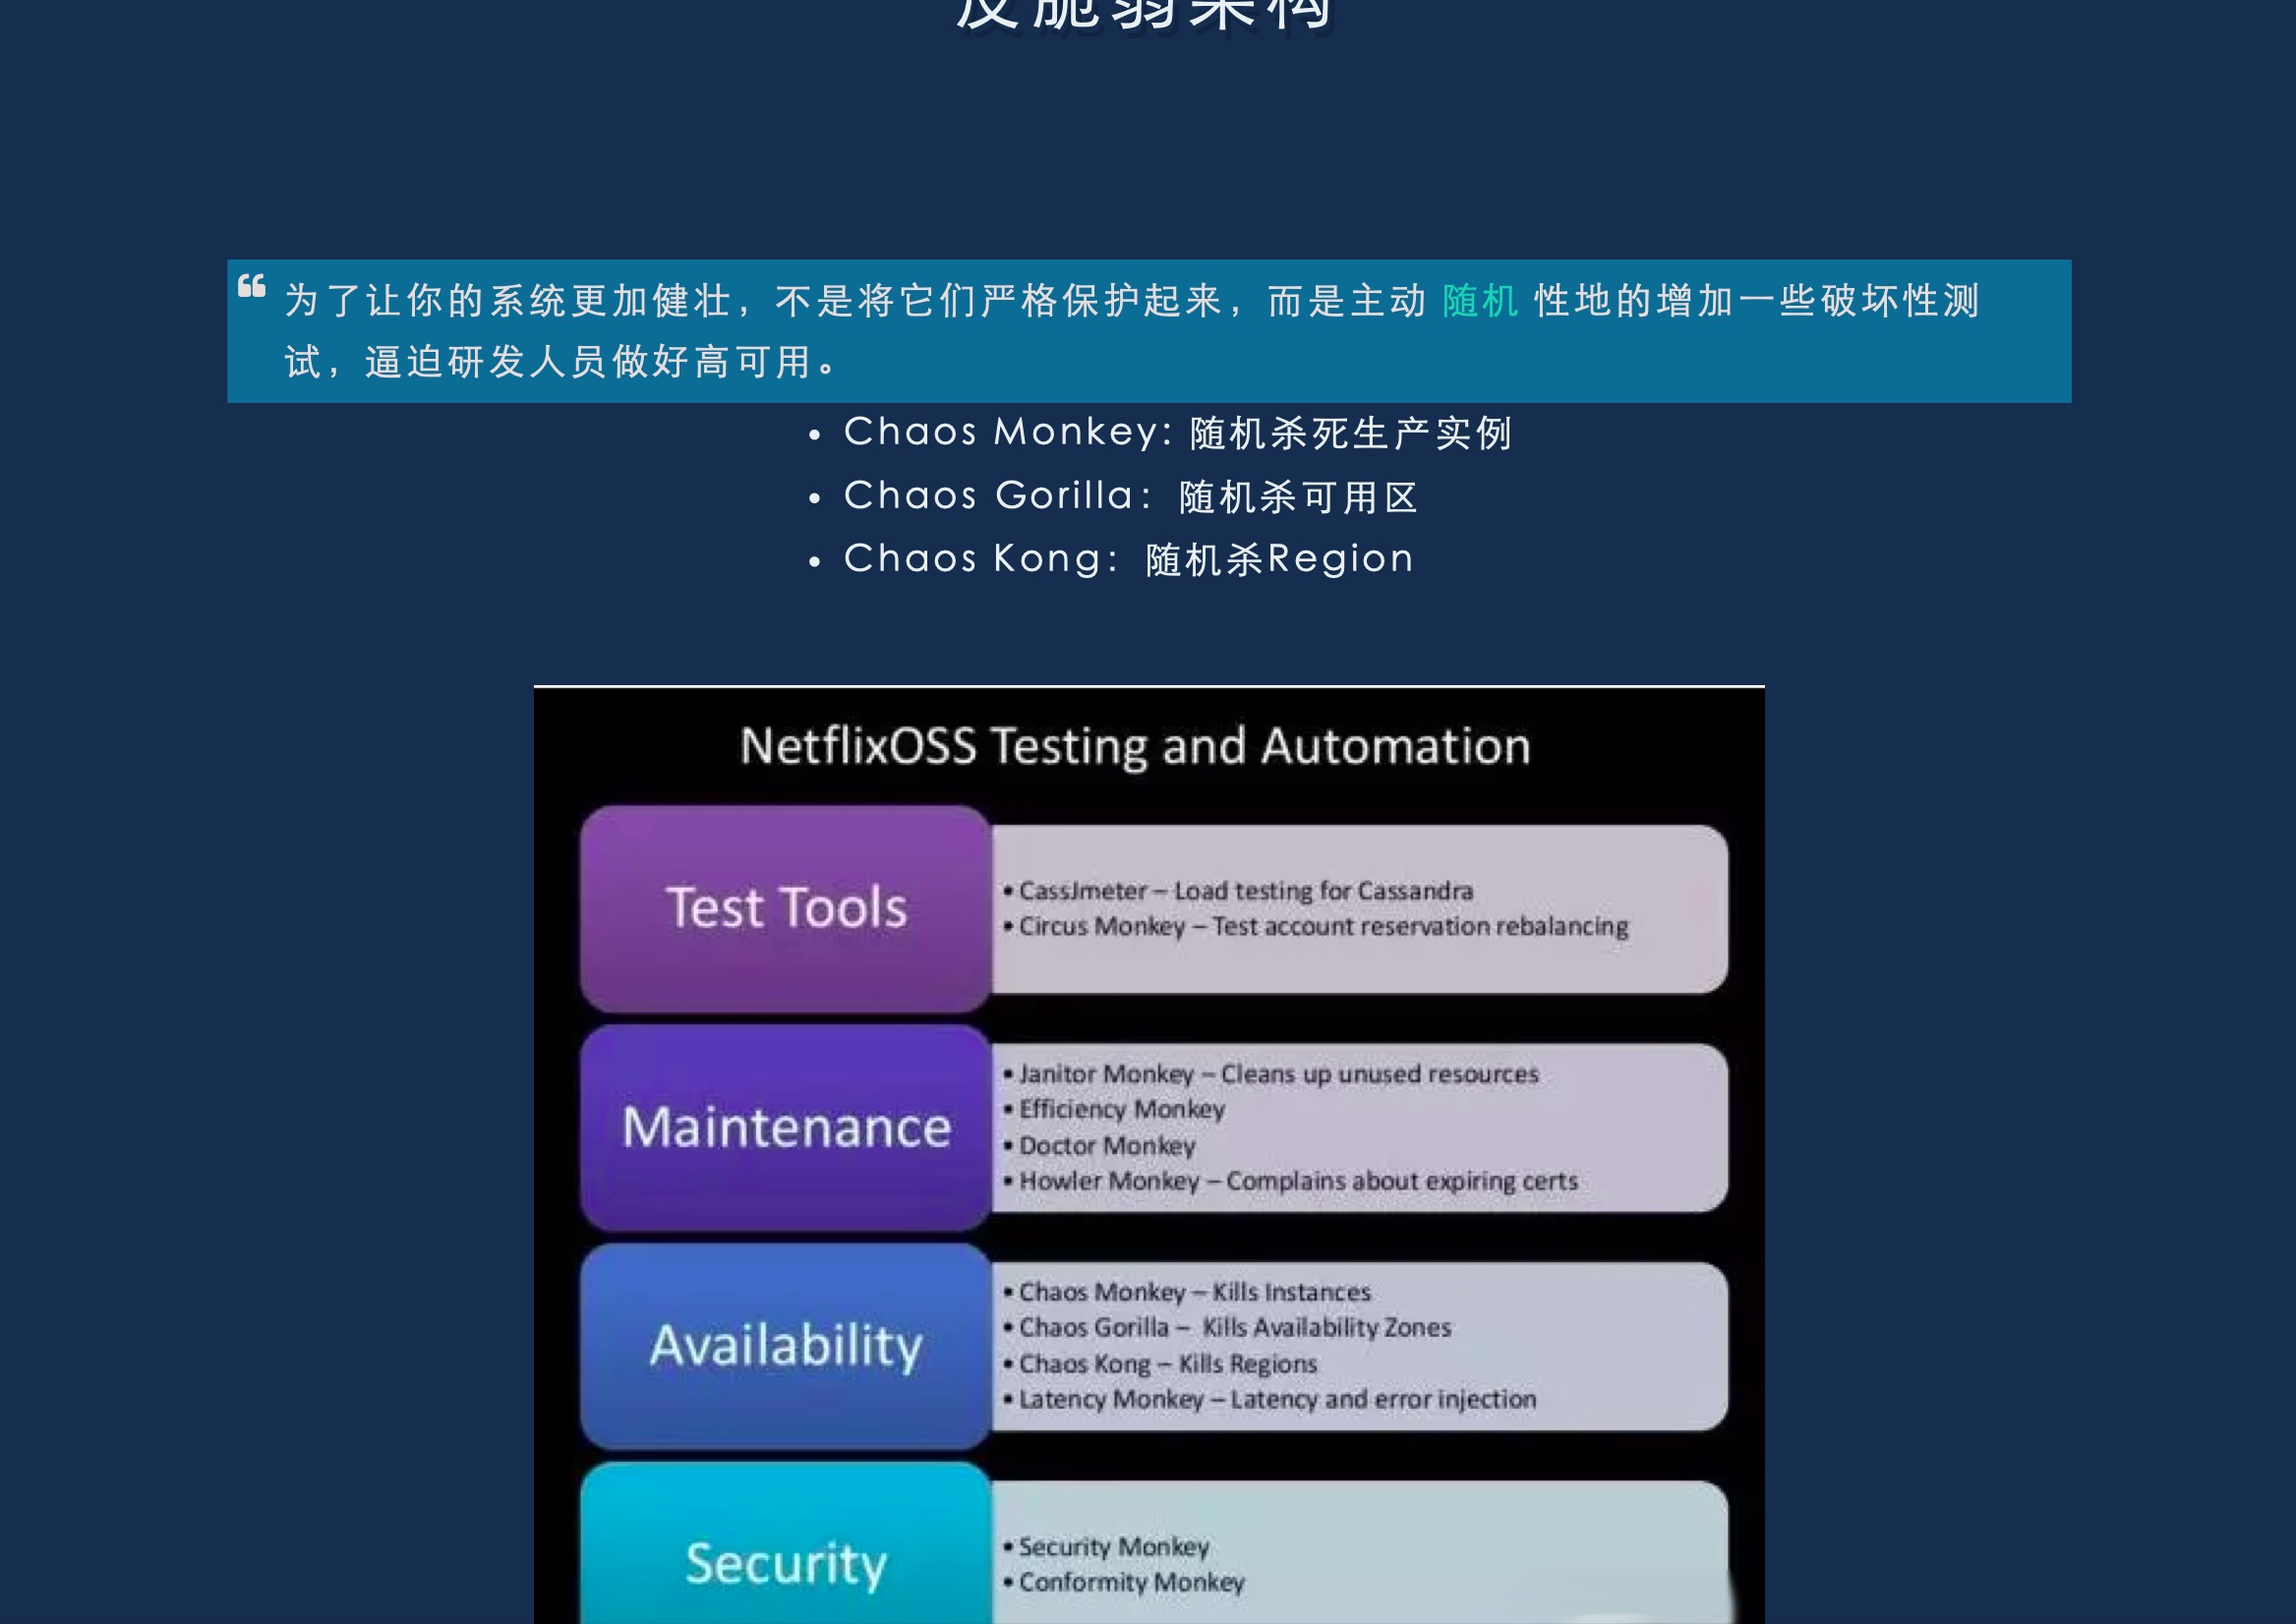 反脆弱架构
为了让你的系统更加健壮，不是将它们严格保护起来，而是主动 随机 性地的增加一些破坏性测
试，逼迫研发人员做好高可用。
• Chaos Monkey: 随机杀死生产实例
• Chaos Gorilla：随机杀可用区
• Chaos Kong：随机杀Region
NetflixOSS Testing and Automation
Test Tools
• CassJmeter – Load testing for Cassandra
• Circus Monkey – Test account reservation rebalancing
Maintenance
• Janitor Monkey – Cleans up unused resources
• Efficiency Monkey
• Doctor Monkey
• Howler Monkey – Complains about expiring certs
Availability
• Chaos Monkey – Kills Instances
• Chaos Gorilla – Kills Availability Zones
• Chaos Kong – Kills Regions
• Latency Monkey – Latency and error injection
Security
• Security Monkey
• Conformity Monkey